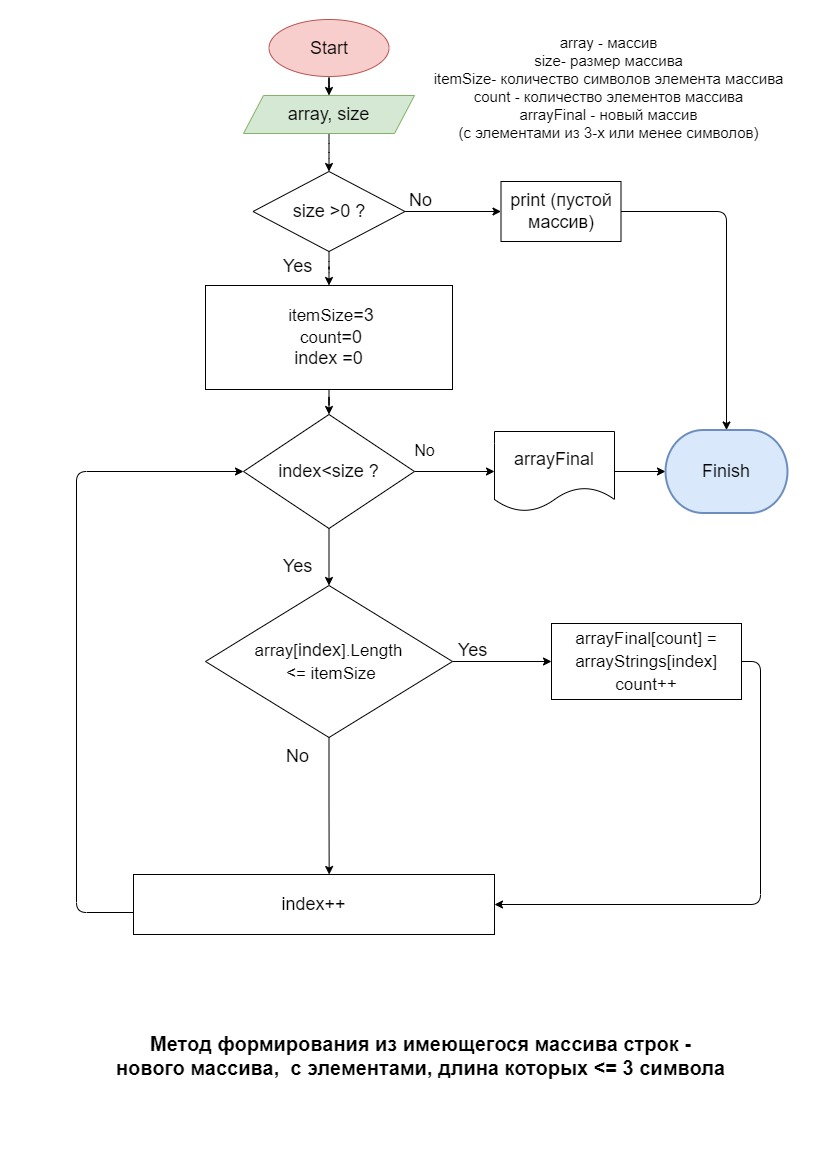 Start
array - массив
size- размер массива
itemSize- количество символов элемента массива
count - количество элементов массива
arrayFinal - новый массив
(с элементами из 3-х или менее символов)
array, size
size >0 ?
No
print (пустой
массив)
Yes
itemSize=3
count=0
index =0
index<size ?
No
arrayFinal
Finish
Yes
array[index].Length
<= itemSize
Yes
arrayFinal[count] =
arrayStrings[index]
count++
No
index++
Метод формирования из имеющегося массива строк -
нового массива, с элементами, длина которых <= 3 символа